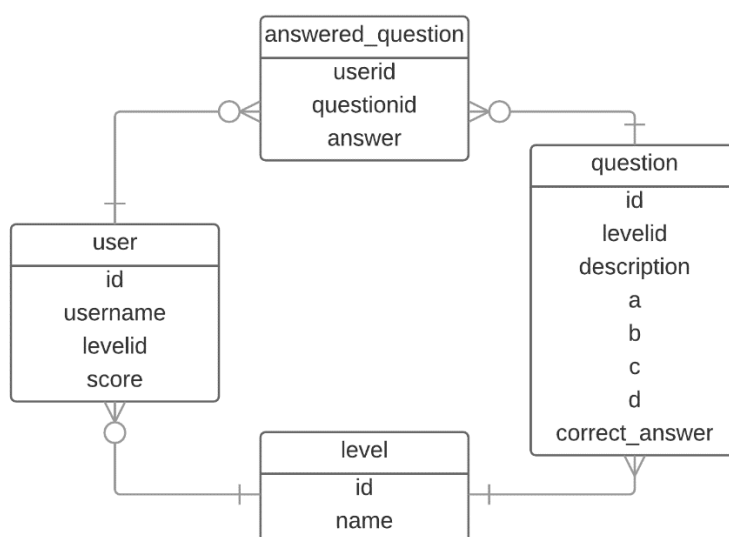 answered_question
userid
questionid
answer
question
id
levelid
description
a
b
c
d
correct_answer
user
id
username
levelid
score
level
id
name